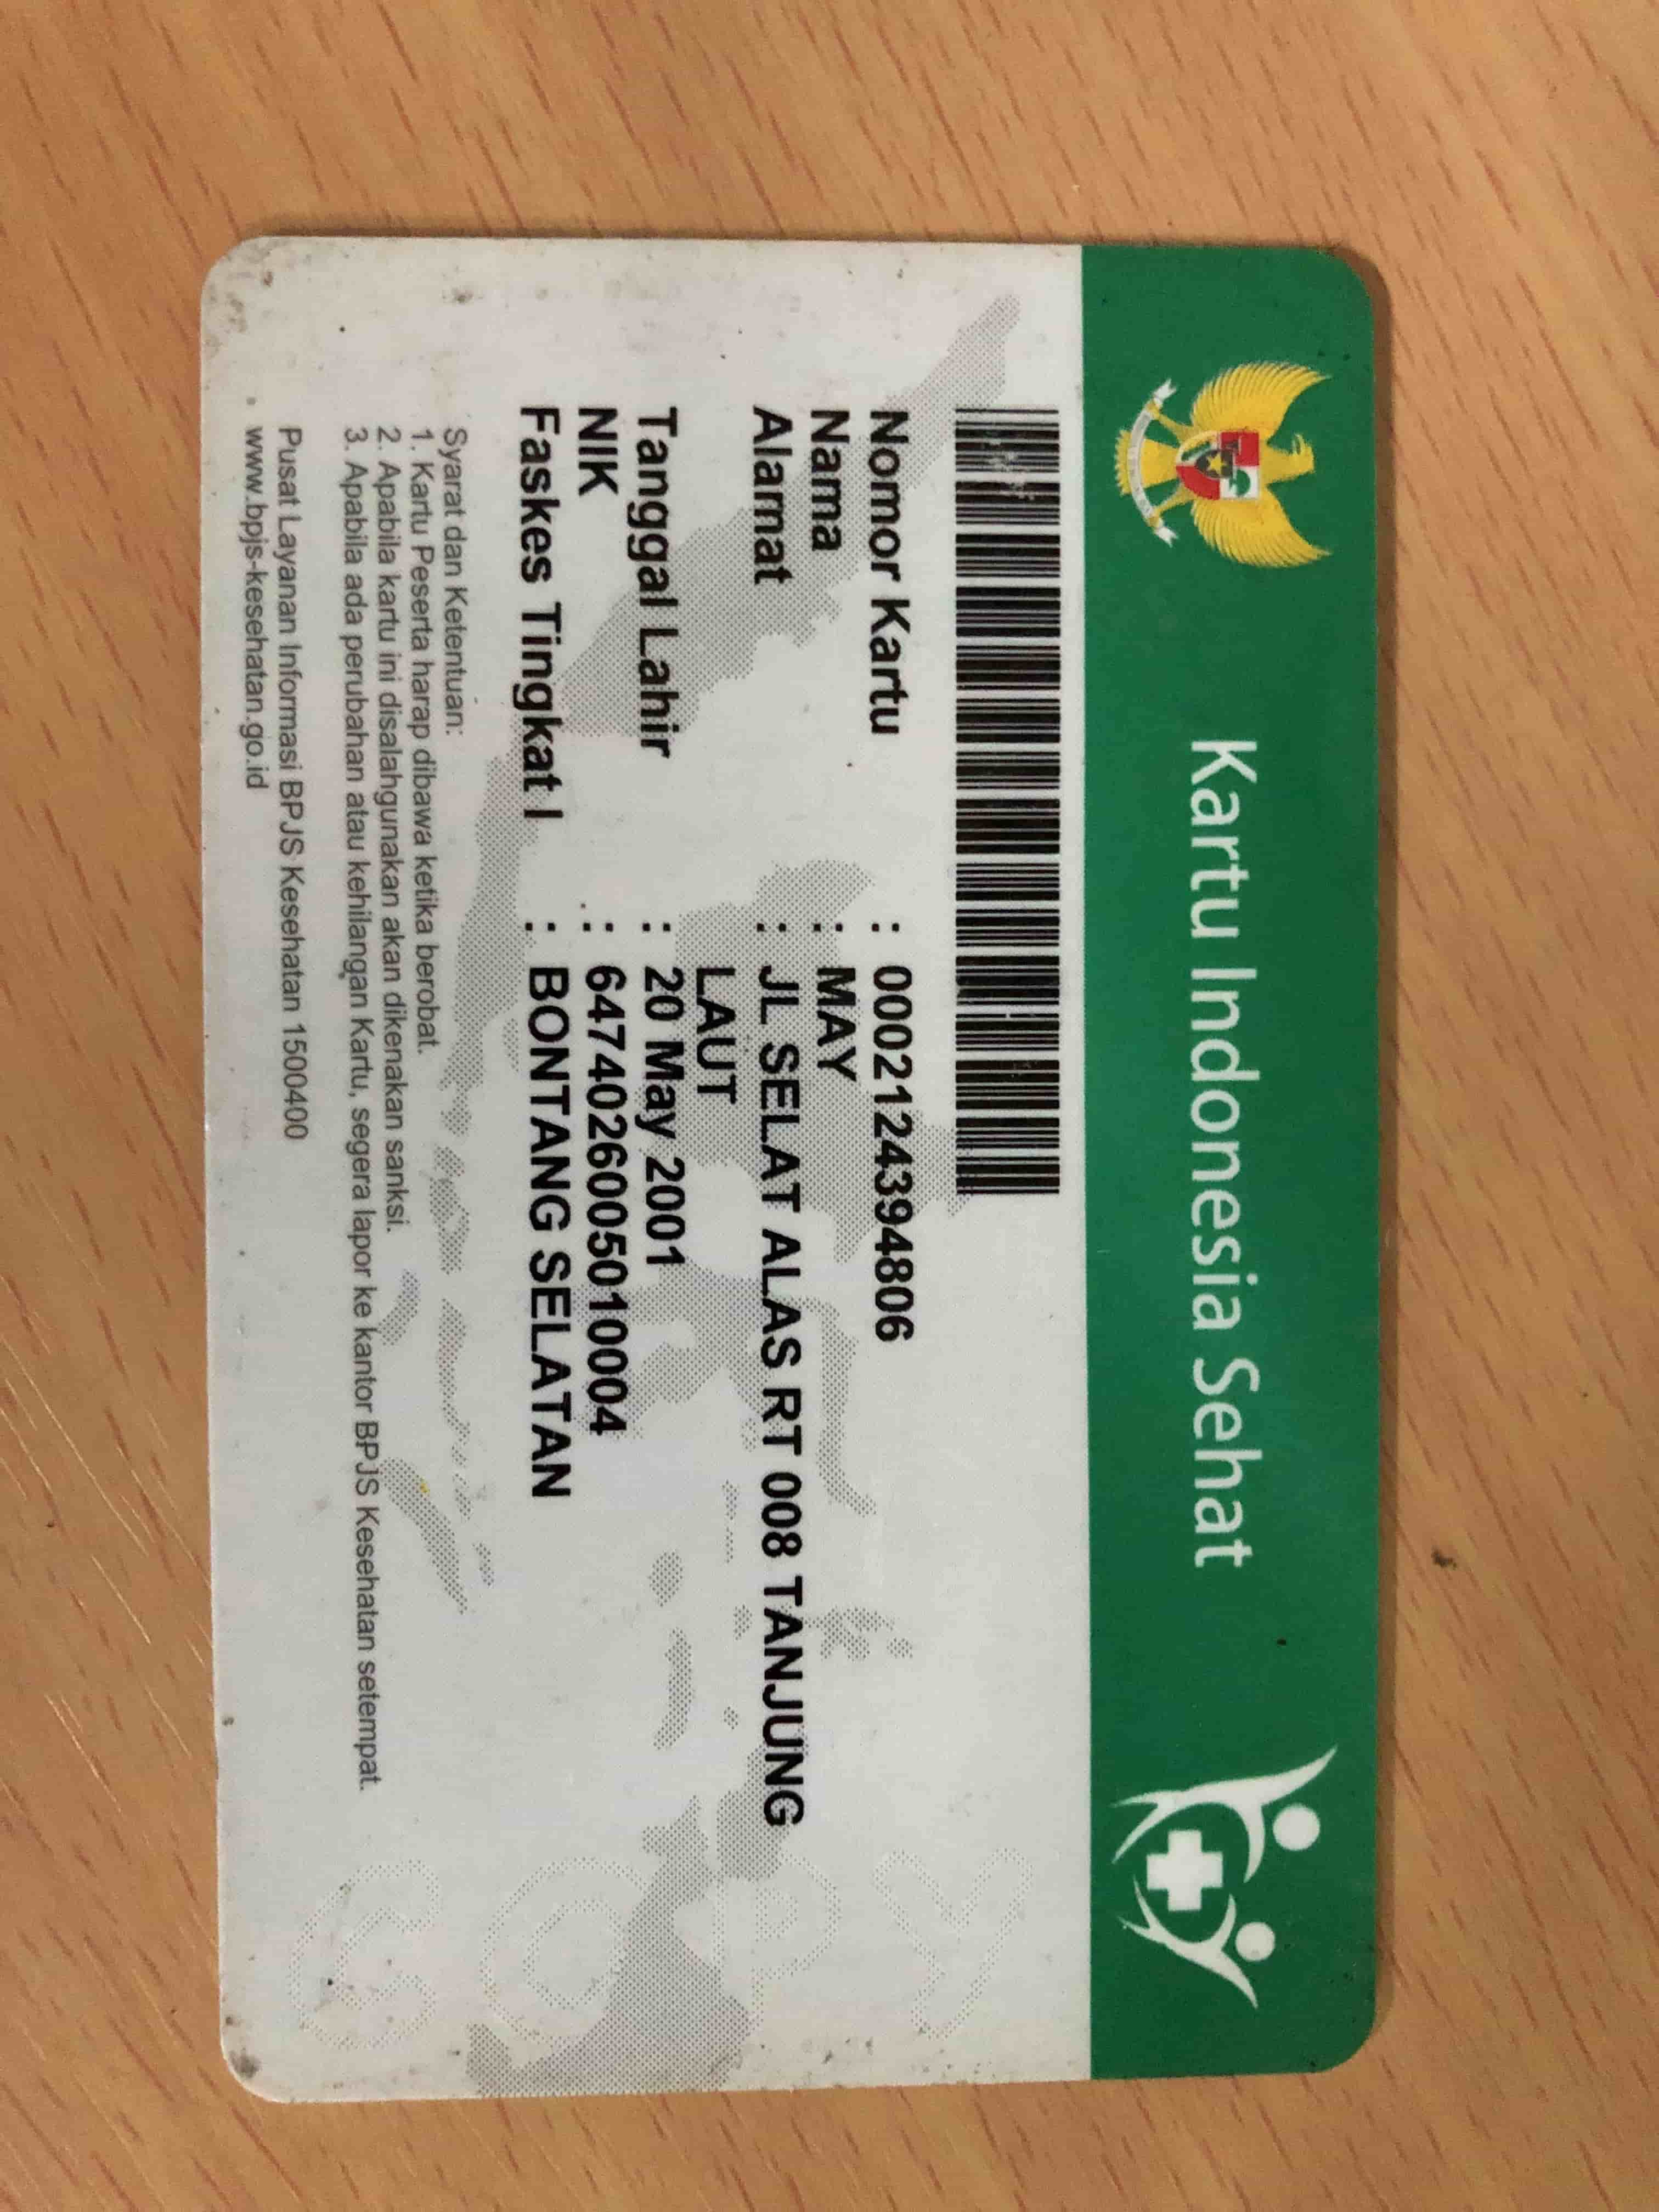 Kartu Indonesia Sehat
Nomor Kartu : 0002124394806
Nama : MAY
Alamat : JL SELAT ALAS RT 008 TANJUNG
LAUT
Tanggal Lahir : 20 May 2001
NIK : 6474026005010004
Faskes Tingkat I : BONTANG SELATAN
Syarat dan Ketentuan:
1. Kartu Peserta harap dibawa ketika berobat.
2. Apabila kartu ini disalahgunakan akan dikenakan sanksi.
3. Apabila ada perubahan atau kehilangan Kartu, segera lapor ke kantor BPJS Kesehatan setempat.
Pusat Layanan Informasi BPJS Kesehatan 1500400
www.bpjs-kesehatan.go.id
COPY